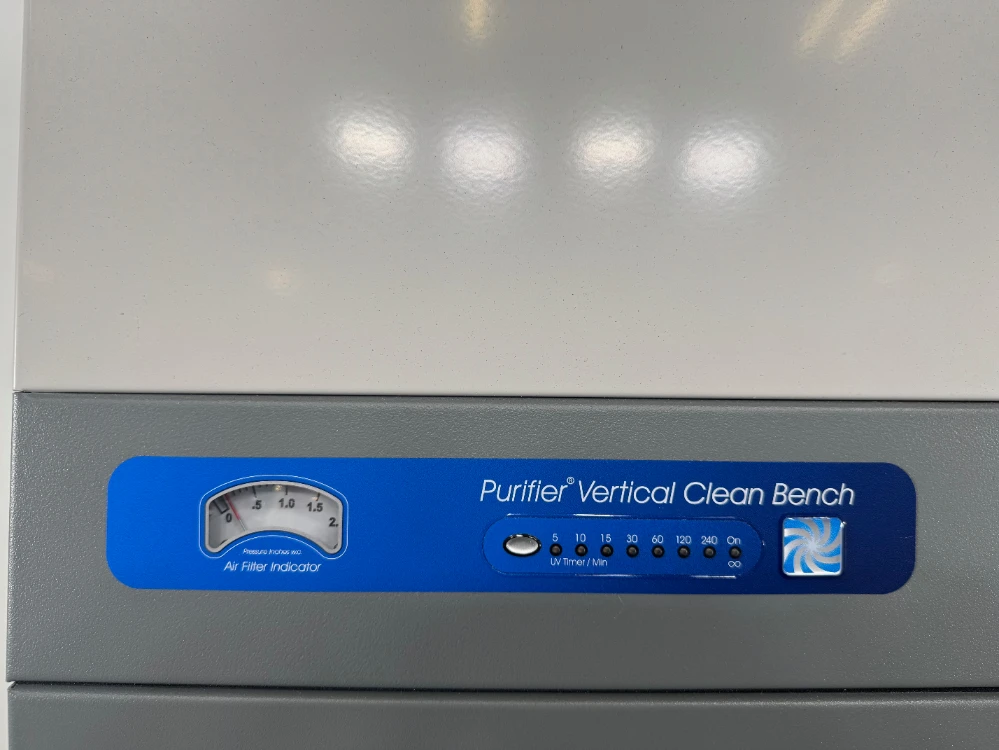 Purifier® Vertical Clean Bench
0 .5 1.0 1.5 2.
Pressure Inches w.c.
Air Filter Indicator
5 10 15 30 60 120 240 On
UV Timer / Min ∞